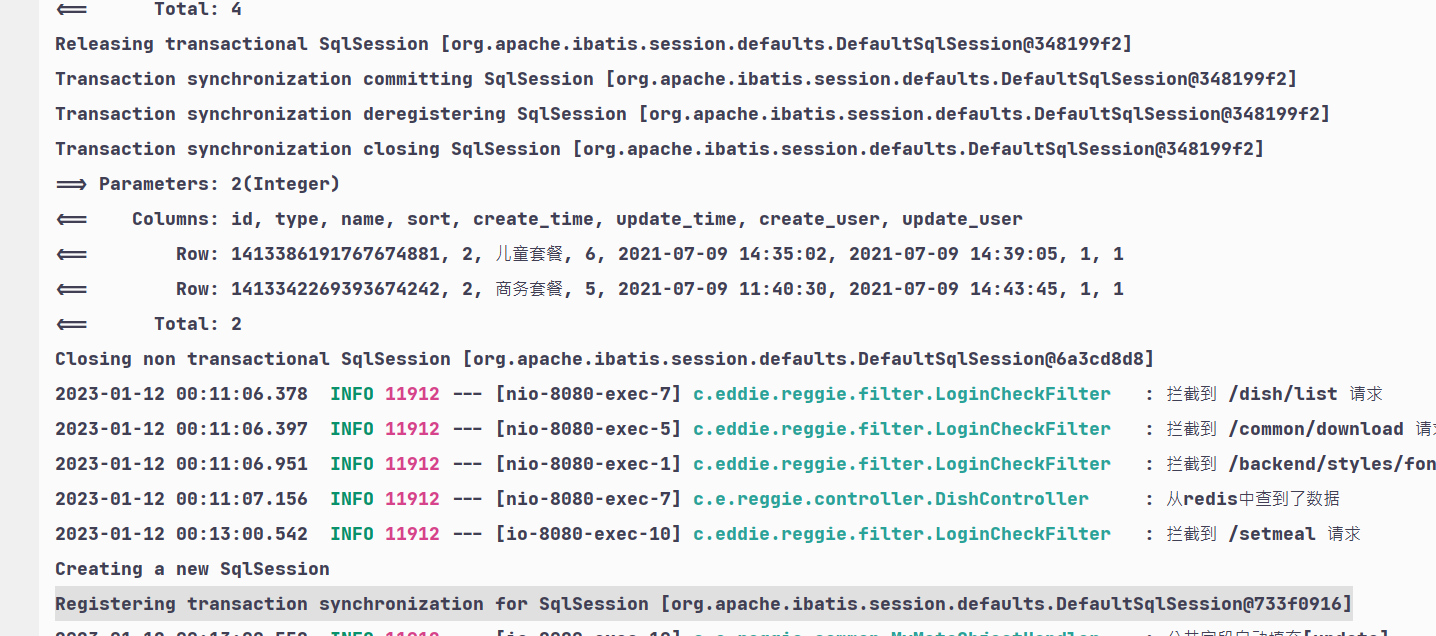 <==      Total: 4
Releasing transactional SqlSession [org.apache.ibatis.session.defaults.DefaultSqlSession@348199f2]
Transaction synchronization committing SqlSession [org.apache.ibatis.session.defaults.DefaultSqlSession@348199f2]
Transaction synchronization deregistering SqlSession [org.apache.ibatis.session.defaults.DefaultSqlSession@348199f2]
Transaction synchronization closing SqlSession [org.apache.ibatis.session.defaults.DefaultSqlSession@348199f2]
==> Parameters: 2(Integer)
<==    Columns: id, type, name, sort, create_time, update_time, create_user, update_user
<==        Row: 1413386191767674881, 2, 儿童套餐, 6, 2021-07-09 14:35:02, 2021-07-09 14:39:05, 1, 1
<==        Row: 1413342269393674242, 2, 商务套餐, 5, 2021-07-09 11:40:30, 2021-07-09 14:43:45, 1, 1
<==      Total: 2
Closing non transactional SqlSession [org.apache.ibatis.session.defaults.DefaultSqlSession@6a3cd8d8]
2023-01-12 00:11:06.378  INFO 11912 --- [nio-8080-exec-7] c.eddie.reggie.filter.LoginCheckFilter   : 拦截到 /dish/list 请求
2023-01-12 00:11:06.397  INFO 11912 --- [nio-8080-exec-5] c.eddie.reggie.filter.LoginCheckFilter   : 拦截到 /common/download 请
2023-01-12 00:11:06.951  INFO 11912 --- [nio-8080-exec-1] c.eddie.reggie.filter.LoginCheckFilter   : 拦截到 /backend/styles/fon
2023-01-12 00:11:07.156  INFO 11912 --- [nio-8080-exec-7] c.e.reggie.controller.DishController     : 从redis中查到了数据
2023-01-12 00:13:00.542  INFO 11912 --- [io-8080-exec-10] c.eddie.reggie.filter.LoginCheckFilter   : 拦截到 /setmeal 请求
Creating a new SqlSession
Registering transaction synchronization for SqlSession [org.apache.ibatis.session.defaults.DefaultSqlSession@733f0916]